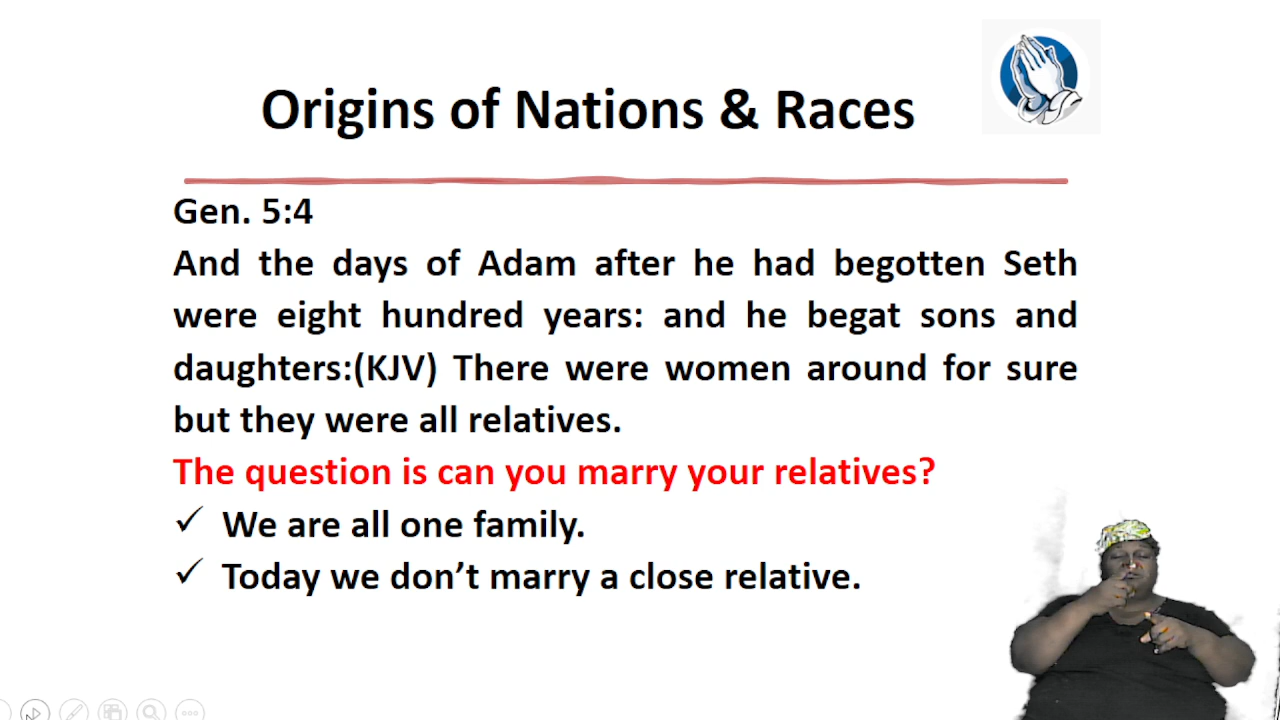 Origins of Nations & Races
Gen. 5:4
And the days of Adam after he had begotten Seth
were eight hundred years: and he begat sons and
daughters:(KJV) There were women around for sure
but they were all relatives.
The question is can you marry your relatives?
✓ We are all one family.
✓ Today we don’t marry a close relative.